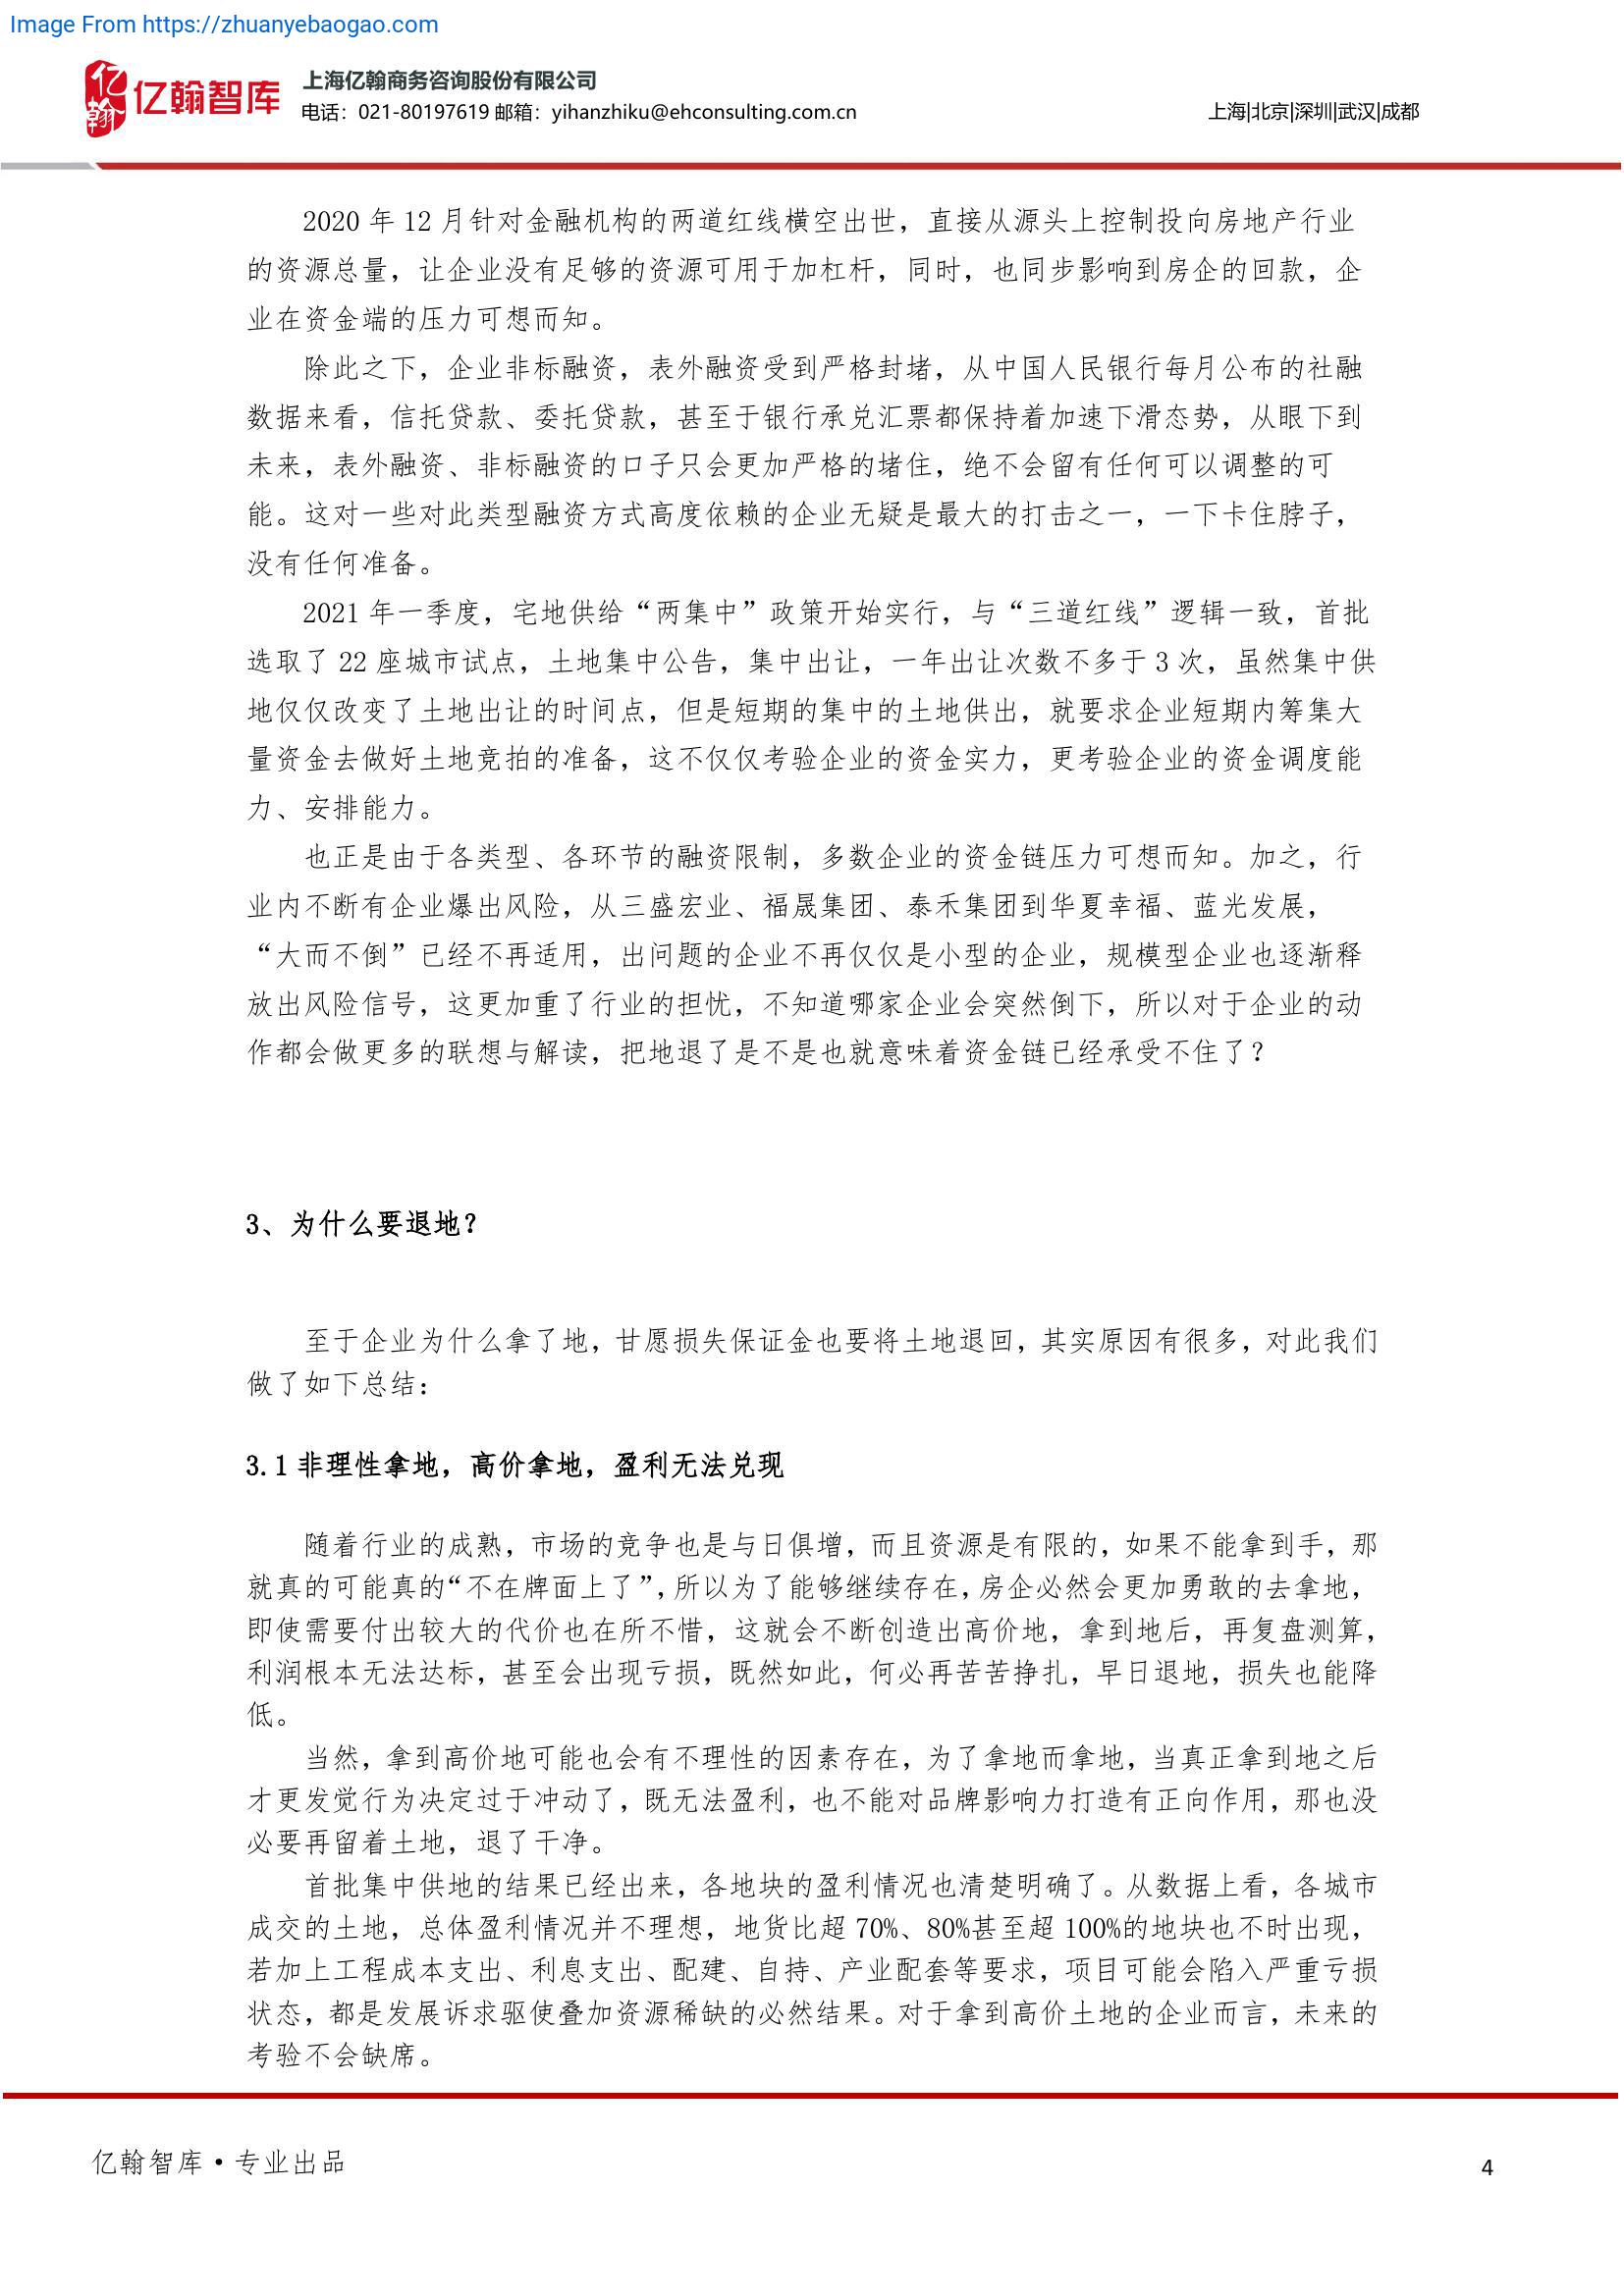 Image From https://zhuanyebaogao.com
亿翰
亿翰智库
上海亿翰商务咨询股份有限公司
电话：021-80197619 邮箱：yihanzhiku@ehconsulting.com.cn
上海|北京|深圳|武汉|成都
2020 年 12 月针对金融机构的两道红线横空出世，直接从源头上控制投向房地产行业
的资源总量，让企业没有足够的资源可用于加杠杆，同时，也同步影响到房企的回款，企
业在资金端的压力可想而知。
除此之下，企业非标融资，表外融资受到严格封堵，从中国人民银行每月公布的社融
数据来看，信托贷款、委托贷款，甚至于银行承兑汇票都保持着加速下滑态势，从眼下到
未来，表外融资、非标融资的口子只会更加严格的堵住，绝不会留有任何可以调整的可
能。这对一些对此类型融资方式高度依赖的企业无疑是最大的打击之一，一下卡住脖子，
没有任何准备。
2021 年一季度，宅地供给“两集中”政策开始实行，与“三道红线”逻辑一致，首批
选取了 22 座城市试点，土地集中公告，集中出让，一年出让次数不多于 3 次，虽然集中供
地仅仅改变了土地出让的时间点，但是短期的集中的土地供出，就要求企业短期内筹集大
量资金去做好土地竞拍的准备，这不仅仅考验企业的资金实力，更考验企业的资金调度能
力、安排能力。
也正是由于各类型、各环节的融资限制，多数企业的资金链压力可想而知。加之，行
业内不断有企业爆出风险，从三盛宏业、福晟集团、泰禾集团到华夏幸福、蓝光发展，
“大而不倒”已经不再适用，出问题的企业不再仅仅是小型的企业，规模型企业也逐渐释
放出风险信号，这更加重了行业的担忧，不知道哪家企业会突然倒下，所以对于企业的动
作都会做更多的联想与解读，把地退了是不是也就意味着资金链已经承受不住了？
3、为什么要退地？
至于企业为什么拿了地，甘愿损失保证金也要将土地退回，其实原因有很多，对此我们
做了如下总结：
3.1 非理性拿地，高价拿地，盈利无法兑现
随着行业的成熟，市场的竞争也是与日俱增，而且资源是有限的，如果不能拿到手，那
就真的可能真的“不在牌面上了”，所以为了能够继续存在，房企必然会更加勇敢的去拿地，
即使需要付出较大的代价也在所不惜，这就会不断创造出高价地，拿到地后，再复盘测算，
利润根本无法达标，甚至会出现亏损，既然如此，何必再苦苦挣扎，早日退地，损失也能降
低。
当然，拿到高价地可能也会有不理性的因素存在，为了拿地而拿地，当真正拿到地之后
才更发觉行为决定过于冲动了，既无法盈利，也不能对品牌影响力打造有正向作用，那也没
必要再留着土地，退了干净。
首批集中供地的结果已经出来，各地块的盈利情况也清楚明确了。从数据上看，各城市
成交的土地，总体盈利情况并不理想，地货比超 70%、80%甚至超 100%的地块也不时出现，
若加上工程成本支出、利息支出、配建、自持、产业配套等要求，项目可能会陷入严重亏损
状态，都是发展诉求驱使叠加资源稀缺的必然结果。对于拿到高价土地的企业而言，未来的
考验不会缺席。
亿翰智库·专业出品
4